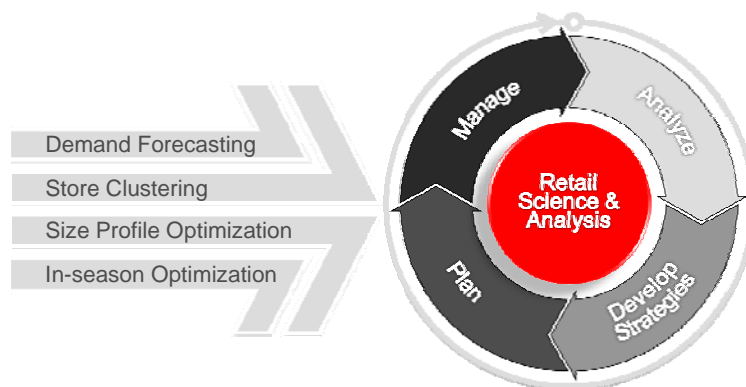 Demand Forecasting
Store Clustering
Size Profile Optimization
In-season Optimization
Manage
Analyze
Retail
Science &
Analysis
Plan
Develop
Strategies